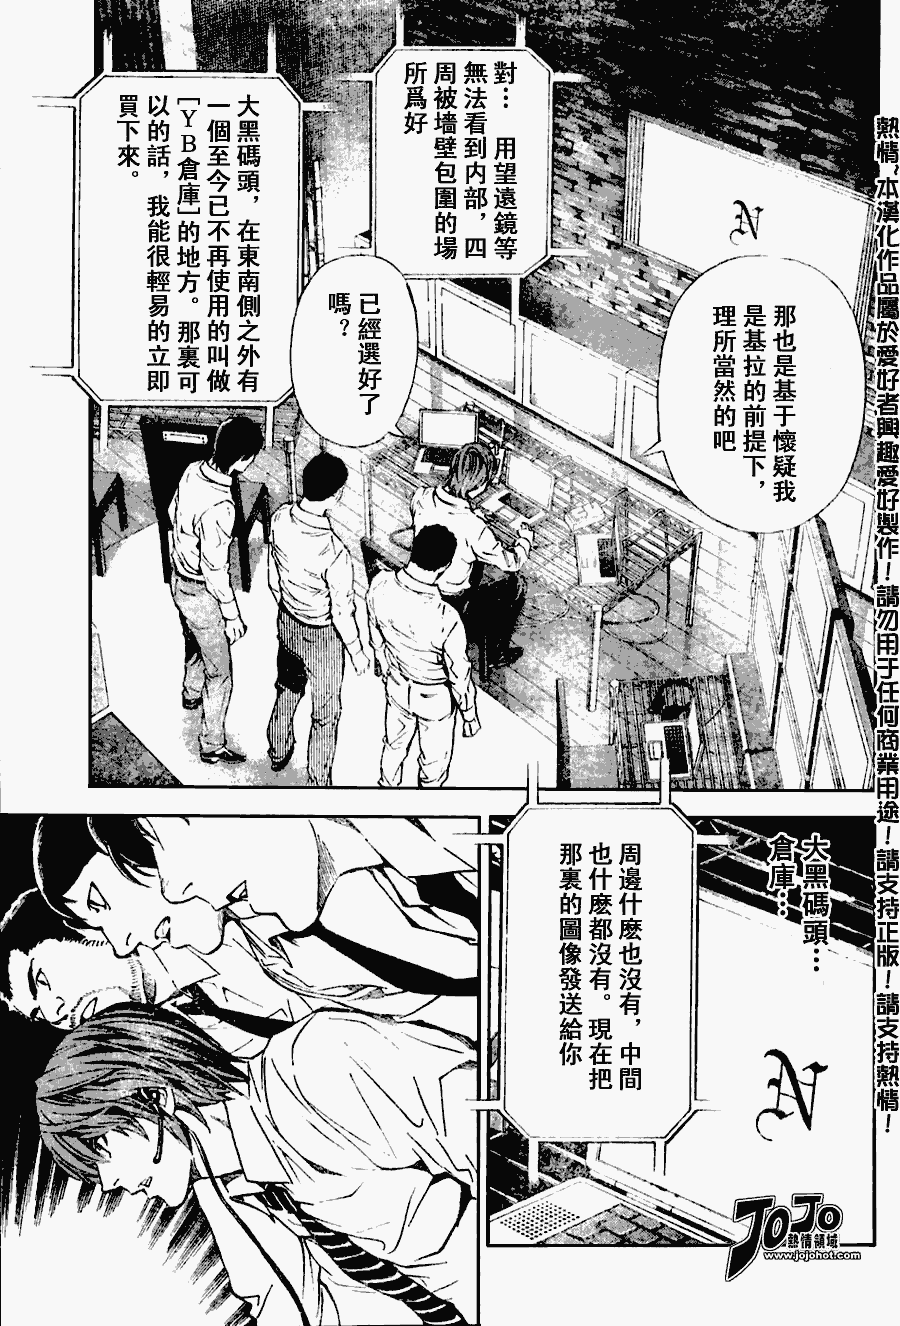 那也是基于懷疑我
是基拉的前提下，
理所當然的吧
N
對… 用望遠鏡等
無法看到内部，四
周被墙壁包圍的場
所爲好
已經選好了
嗎？
大黑碼頭，在東南側之外有
一個至今已不再使用的叫做
［YB倉庫］的地方。那裏可
以的話，我能很輕易的立即
買下來。
大黑碼頭…
倉庫…
周邊什麽也沒有，中間
也什麽都沒有。現在把
那裏的圖像發送給你
N
熱情、本漢化作品屬於愛好者興趣愛好製作！請勿用于任何商業用途！請支持正版！請支持熱情！
JOJO
熱情領域
www.jojohot.com